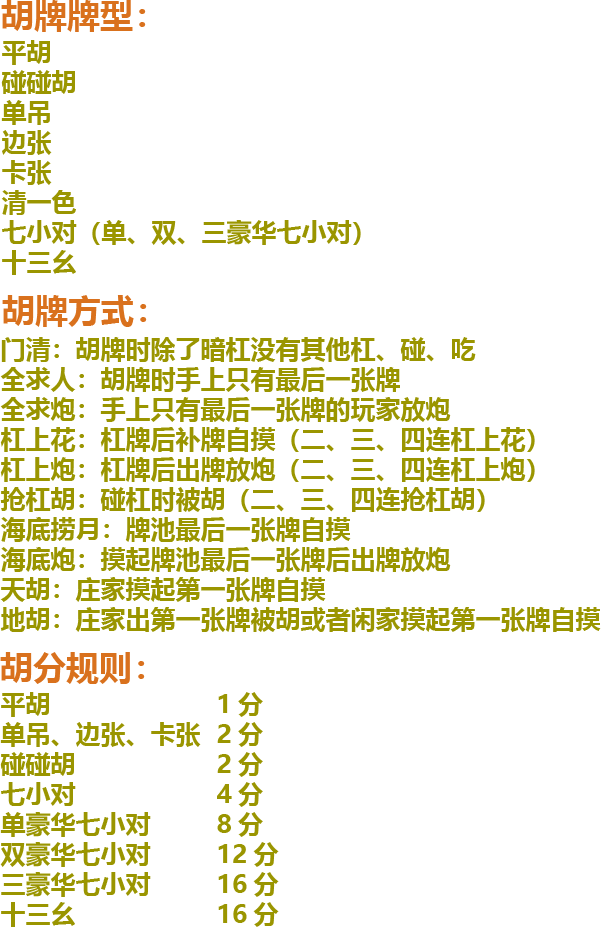 胡牌牌型：
平胡
碰碰胡
单吊
边张
卡张
清一色
七小对（单、双、三豪华七小对）
十三幺
胡牌方式：
门清：胡牌时除了暗杠没有其他杠、碰、吃
全求人：胡牌时手上只有最后一张牌
全求炮：手上只有最后一张牌的玩家放炮
杠上花：杠牌后补牌自摸（二、三、四连杠上花）
杠上炮：杠牌后出牌放炮（二、三、四连杠上炮）
抢杠胡：碰杠时被胡（二、三、四连抢杠胡）
海底捞月：牌池最后一张牌自摸
海底炮：摸起牌池最后一张牌后出牌放炮
天胡：庄家摸起第一张牌自摸
地胡：庄家出第一张牌被胡或者闲家摸起第一张牌自摸
胡分规则：
平胡 1 分
单吊、边张、卡张 2 分
碰碰胡 2 分
七小对 4 分
单豪华七小对 8 分
双豪华七小对 12 分
三豪华七小对 16 分
十三幺 16 分